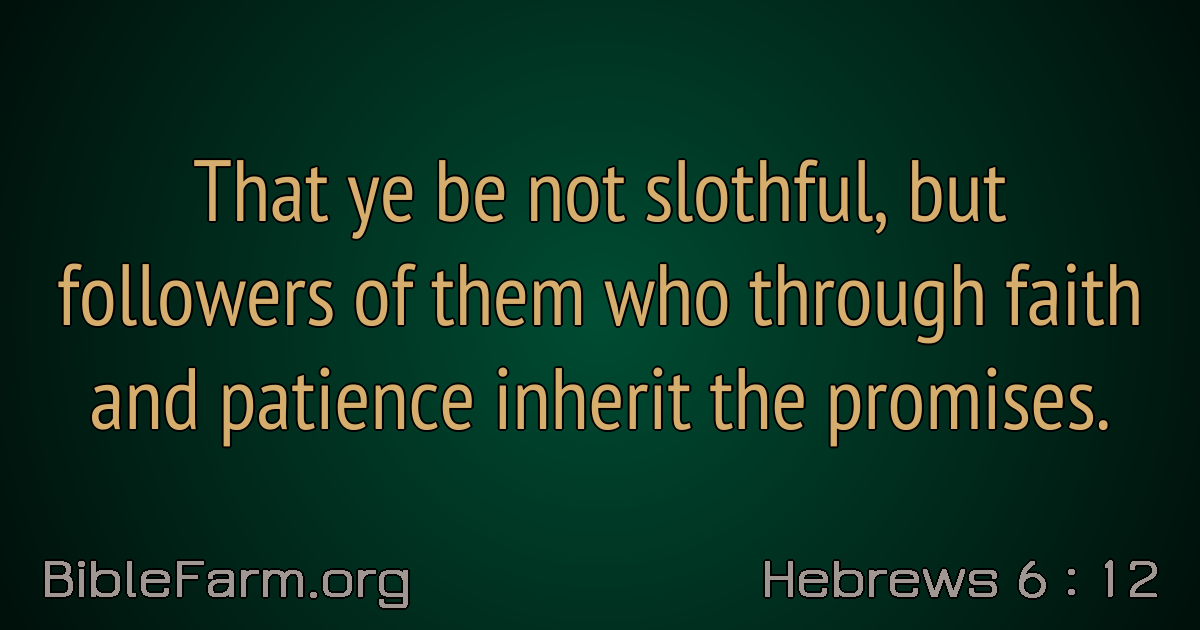 That ye be not slothful, but
followers of them who through faith
and patience inherit the promises.
BibleFarm.org
Hebrews 6 : 12